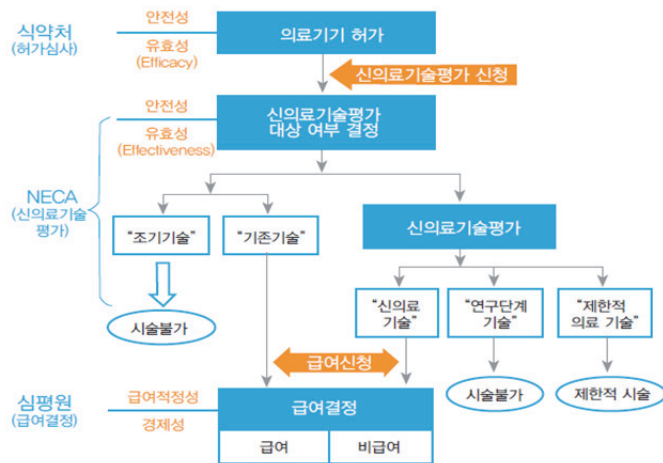 식약처
(허가심사)
안전성
유효성
(Efficacy)
의료기기 허가
신의료기술평가 신청
NECA
(신의료기술
평가)
안전성
유효성
(Effectiveness)
신의료기술평가
대상 여부 결정
"조기기술"
"기존기술"
신의료기술평가
시술불가
"신의료
기술"
"연구단계
기술"
"제한적
의료 기술"
급여신청
시술불가
제한적 시술
심평원
(급여결정)
급여적정성
경제성
급여결정
급여
비급여